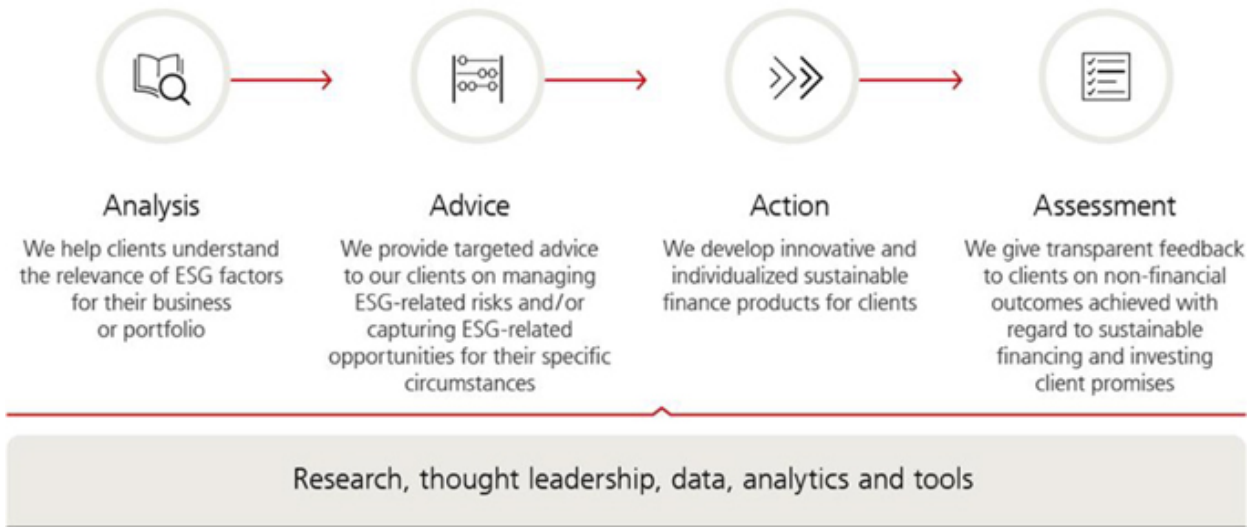 Analysis
We help clients understand
the relevance of ESG factors
for their business
or portfolio
Advice
We provide targeted advice
to our clients on managing
ESG-related risks and/or
capturing ESG-related
opportunities for their specific
circumstances
Action
We develop innovative and
individualized sustainable
finance products for clients
Assessment
We give transparent feedback
to clients on non-financial
outcomes achieved with
regard to sustainable
financing and investing
client promises
Research, thought leadership, data, analytics and tools